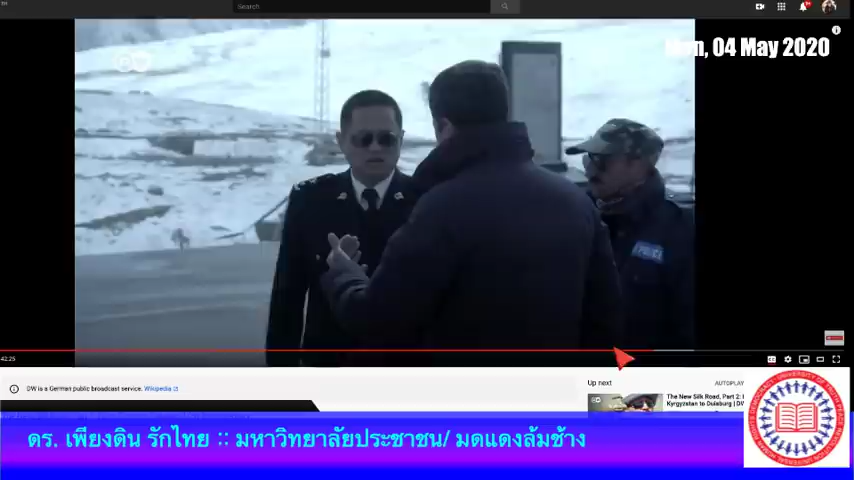 Search
Mon, 04 May 2020
POLICE
42:25
DW is a German public broadcast service. Wikipedia
Up next
AUTOPLAY
The New Silk Road, Part 2:
Kyrgyzstan to Duisburg | DW
ดร. เพียงดิน รักไทย :: มหาวิทยาลัยประชาชน/ มดแดงล้มช้าง